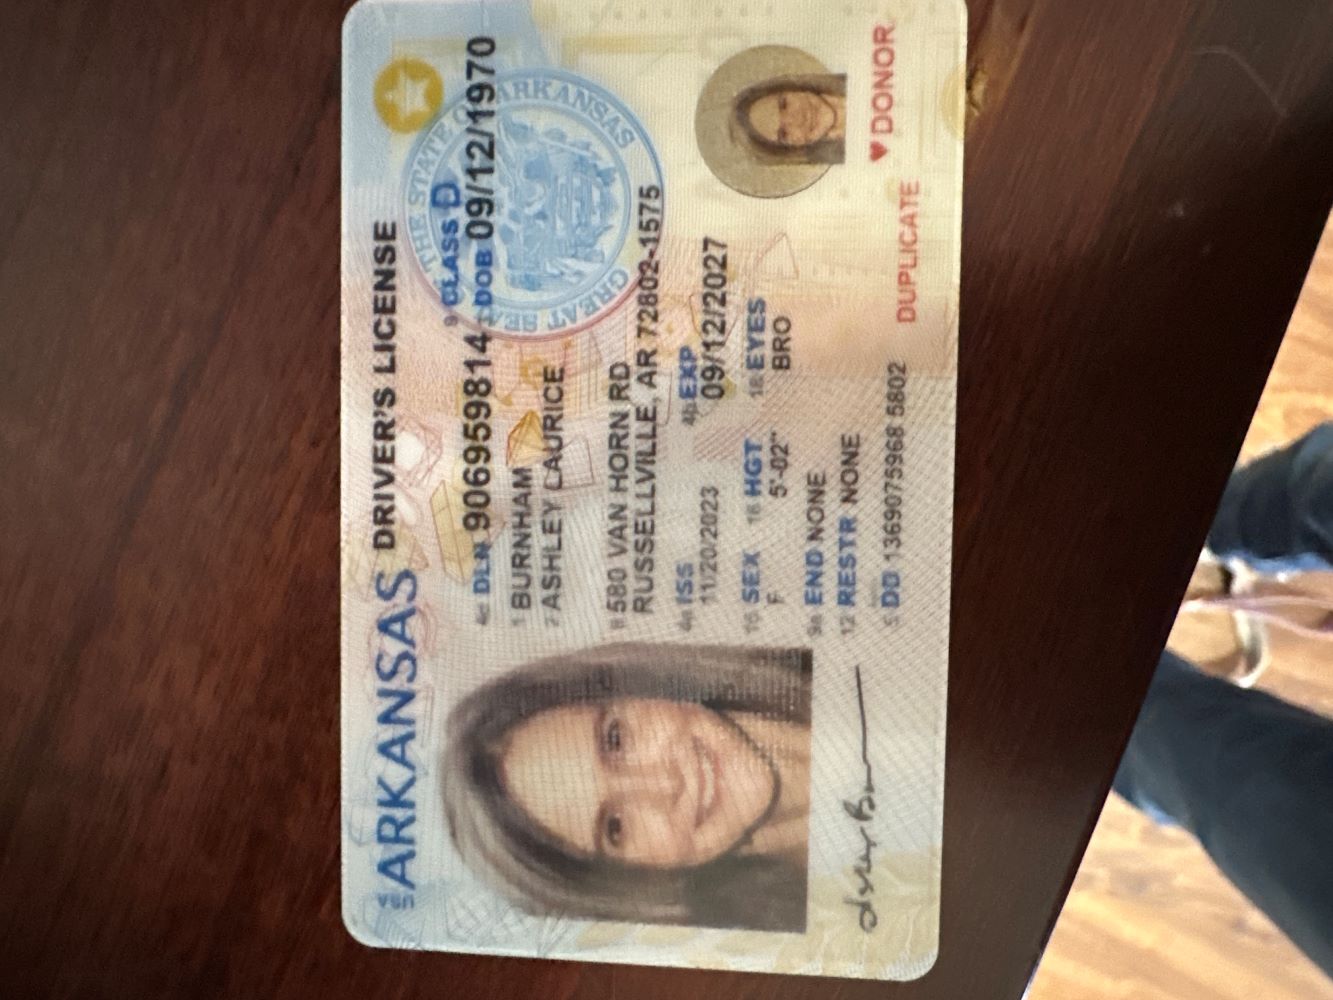 USA ARKANSAS DRIVER'S LICENSE
9 CLASS D
4d DLN 906959814 3 DOB 09/12/1970
1 BURNHAM
2 ASHLEY LAURICE
8 580 VAN HORN RD
RUSSELLVILLE, AR 72802-1575
4a ISS 4b EXP
11/20/2023 09/12/2027
15 SEX 16 HGT 18 EYES
F 5'-02" BRO
9a END NONE
12 RESTR NONE
5 DD 1369075968 5802
DUPLICATE
♥ DONOR
GREAT SEAL OF THE STATE OF ARKANSAS